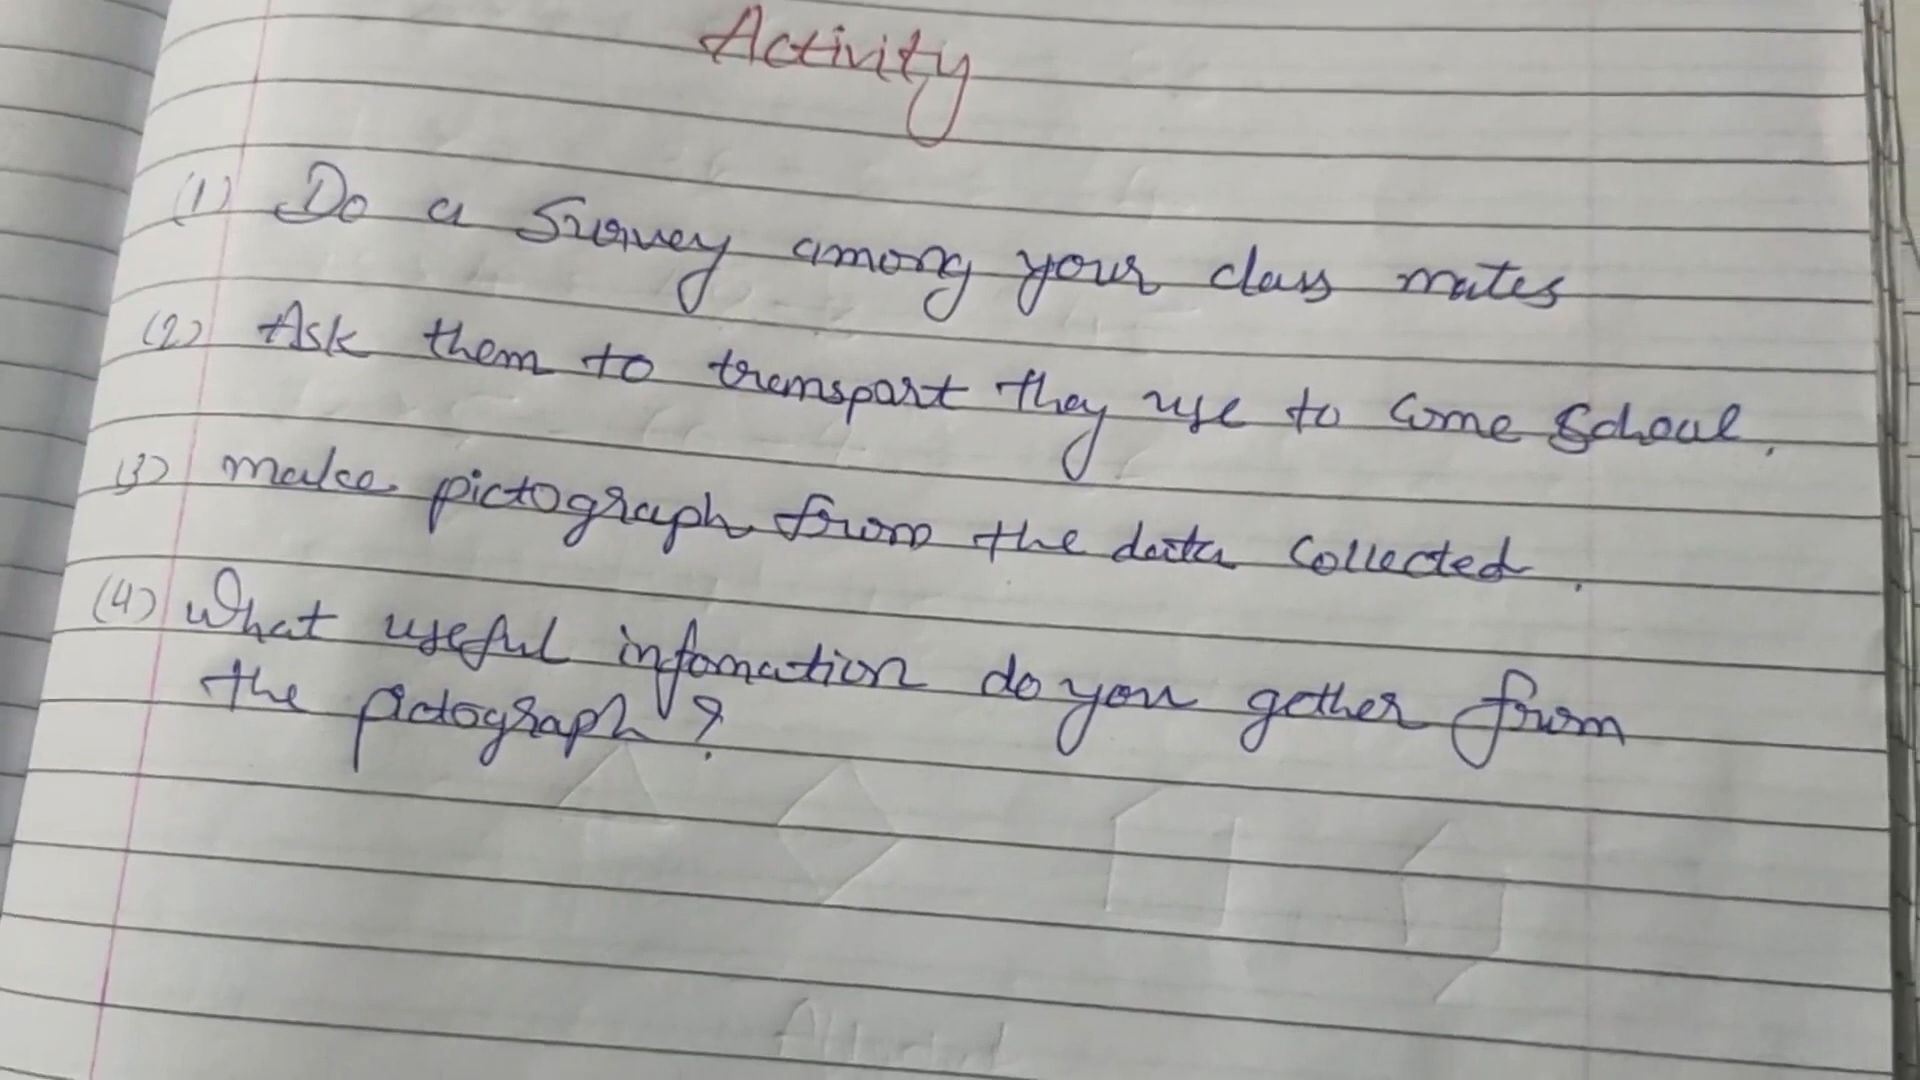 Activity
(1) Do a Survey among your class mates
(2) Ask them to transport they use to come School.
(3) make pictograph from the data collected.
(4) What useful infomation do you gether from
the pictograph?